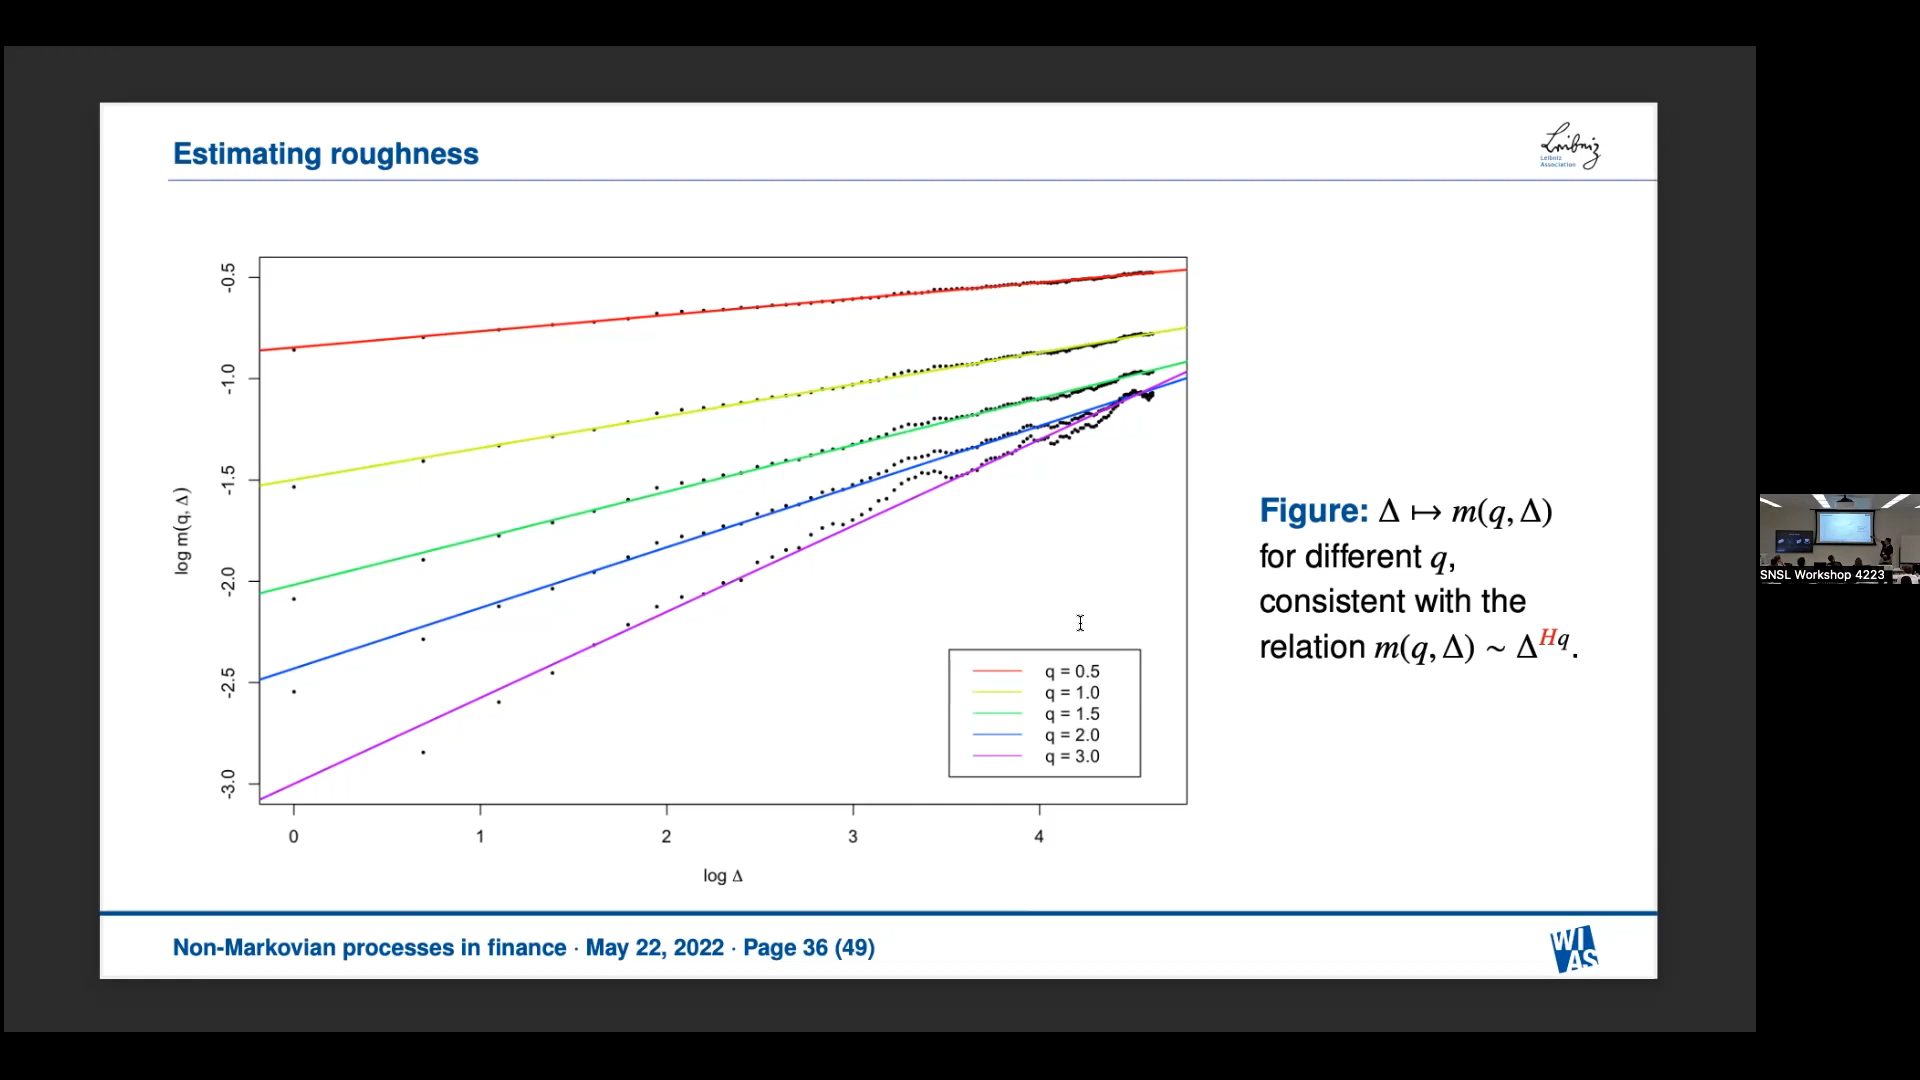 Estimating roughness
Leibniz
Leibniz
Association
-0.5
-1.0
-1.5
-2.0
-2.5
-3.0
log m(q, Δ)
0 1 2 3 4
log Δ
q = 0.5
q = 1.0
q = 1.5
q = 2.0
q = 3.0
Figure: Δ ↦ m(q, Δ)
for different q,
consistent with the
relation m(q, Δ) ~ Δ^{Hq}.
SNSL Workshop 4223
Non-Markovian processes in finance · May 22, 2022 · Page 36 (49)
WI
AS